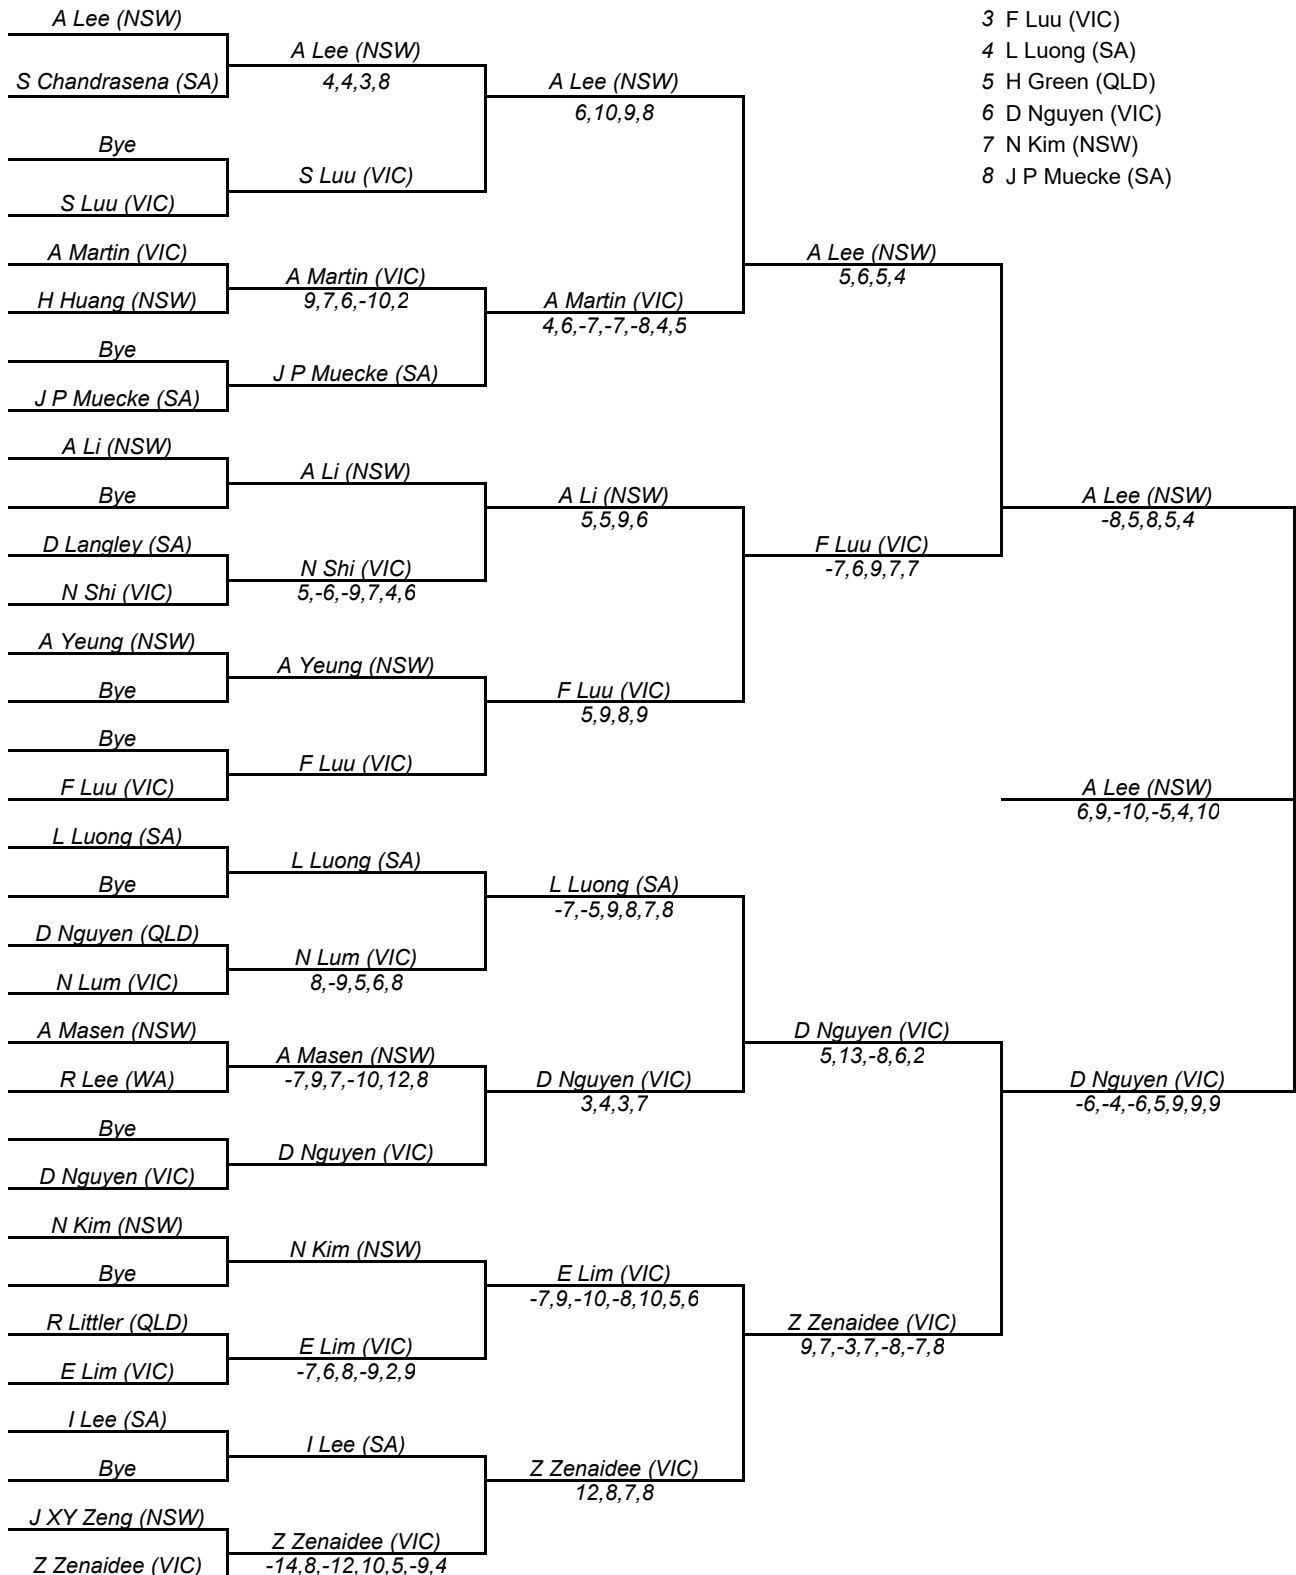 A Lee (NSW)
S Chandrasena (SA)
Bye
S Luu (VIC)
A Martin (VIC)
H Huang (NSW)
Bye
J P Muecke (SA)
A Li (NSW)
Bye
D Langley (SA)
N Shi (VIC)
A Yeung (NSW)
Bye
Bye
F Luu (VIC)
L Luong (SA)
Bye
D Nguyen (QLD)
N Lum (VIC)
A Masen (NSW)
R Lee (WA)
Bye
D Nguyen (VIC)
N Kim (NSW)
Bye
R Littler (QLD)
E Lim (VIC)
I Lee (SA)
Bye
J XY Zeng (NSW)
Z Zenaidee (VIC)
A Lee (NSW)
4,4,3,8
S Luu (VIC)
A Martin (VIC)
9,7,6,-10,2
J P Muecke (SA)
A Li (NSW)
N Shi (VIC)
5,-6,-9,7,4,6
A Yeung (NSW)
F Luu (VIC)
L Luong (SA)
N Lum (VIC)
8,-9,5,6,8
A Masen (NSW)
-7,9,7,-10,12,8
D Nguyen (VIC)
N Kim (NSW)
E Lim (VIC)
-7,6,8,-9,2,9
I Lee (SA)
Z Zenaidee (VIC)
-14,8,-12,10,5,-9,4
A Lee (NSW)
6,10,9,8
A Martin (VIC)
4,6,-7,-7,-8,4,5
A Li (NSW)
5,5,9,6
F Luu (VIC)
5,9,8,9
L Luong (SA)
-7,-5,9,8,7,8
D Nguyen (VIC)
3,4,3,7
E Lim (VIC)
-7,9,-10,-8,10,5,6
Z Zenaidee (VIC)
12,8,7,8
A Lee (NSW)
5,6,5,4
F Luu (VIC)
-7,6,9,7,7
D Nguyen (VIC)
5,13,-8,6,2
Z Zenaidee (VIC)
9,7,-3,7,-8,-7,8
A Lee (NSW)
-8,5,8,5,4
A Lee (NSW)
6,9,-10,-5,4,10
D Nguyen (VIC)
-6,-4,-6,5,9,9,9
3 F Luu (VIC)
4 L Luong (SA)
5 H Green (QLD)
6 D Nguyen (VIC)
7 N Kim (NSW)
8 J P Muecke (SA)